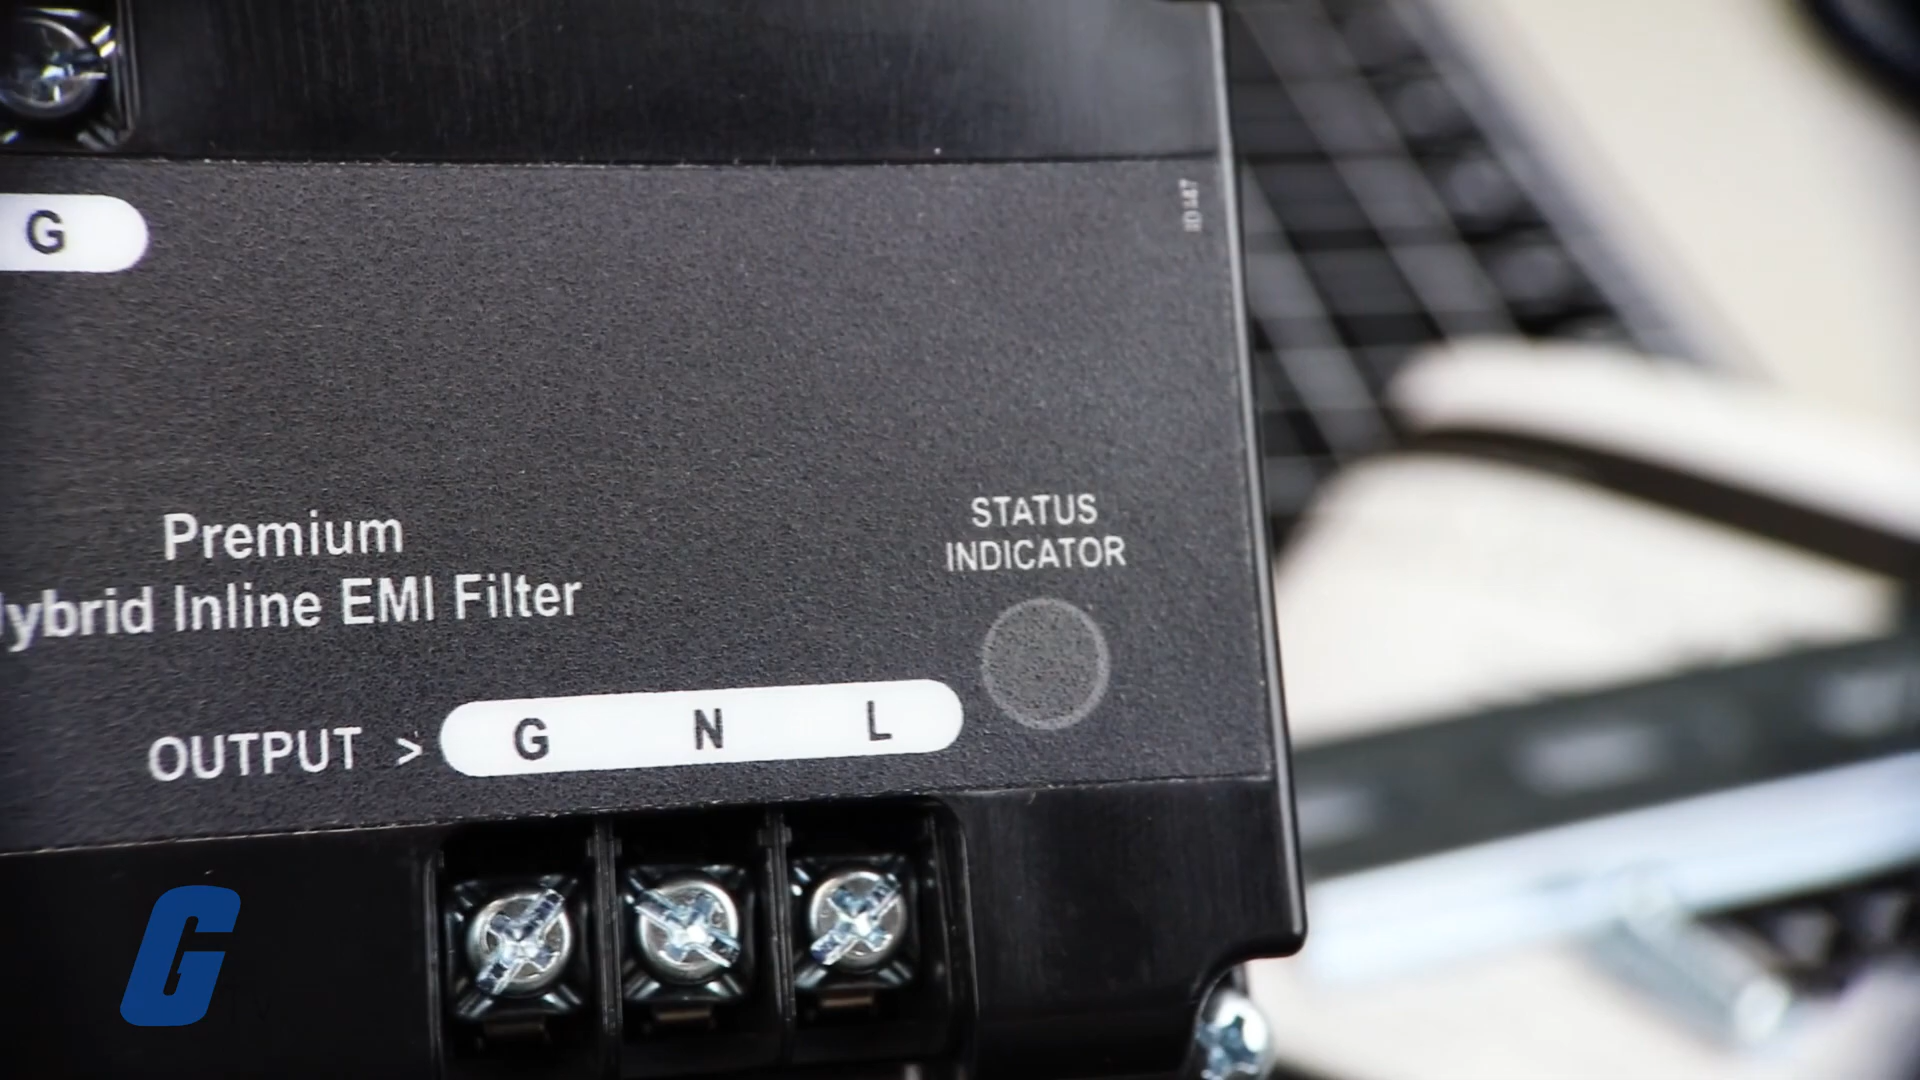 G
Premium
ybrid Inline EMI Filter
STATUS
INDICATOR
OUTPUT >
G N L
G